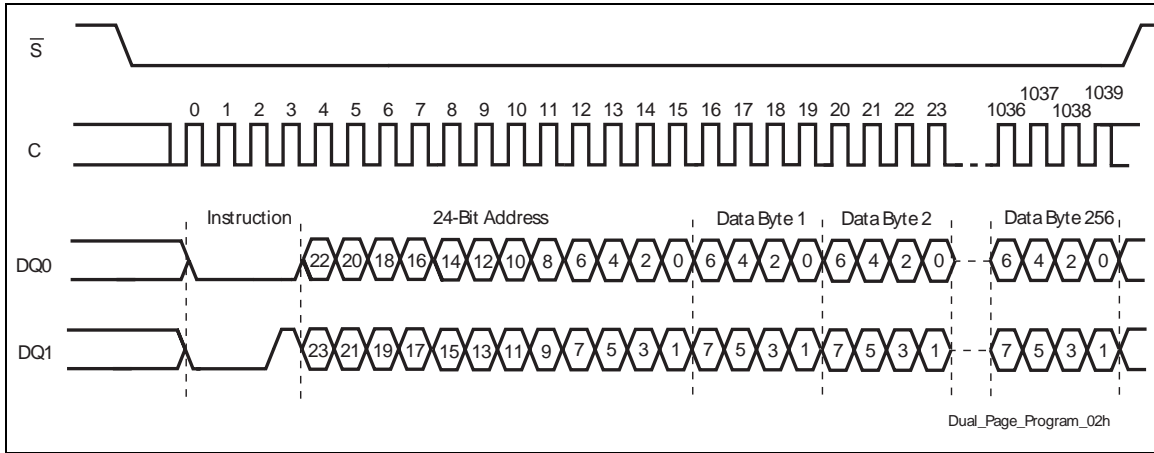 S
0 1 2 3 4 5 6 7 8 9 10 11 12 13 14 15 16 17 18 19 20 21 22 23 1036 1037 1038 1039
C
Instruction 24-Bit Address Data Byte 1 Data Byte 2 Data Byte 256
DQ0 22 20 18 16 14 12 10 8 6 4 2 0 6 4 2 0 6 4 2 0 6 4 2 0
DQ1 23 21 19 17 15 13 11 9 7 5 3 1 7 5 3 1 7 5 3 1 7 5 3 1
Dual_Page_Program_02h